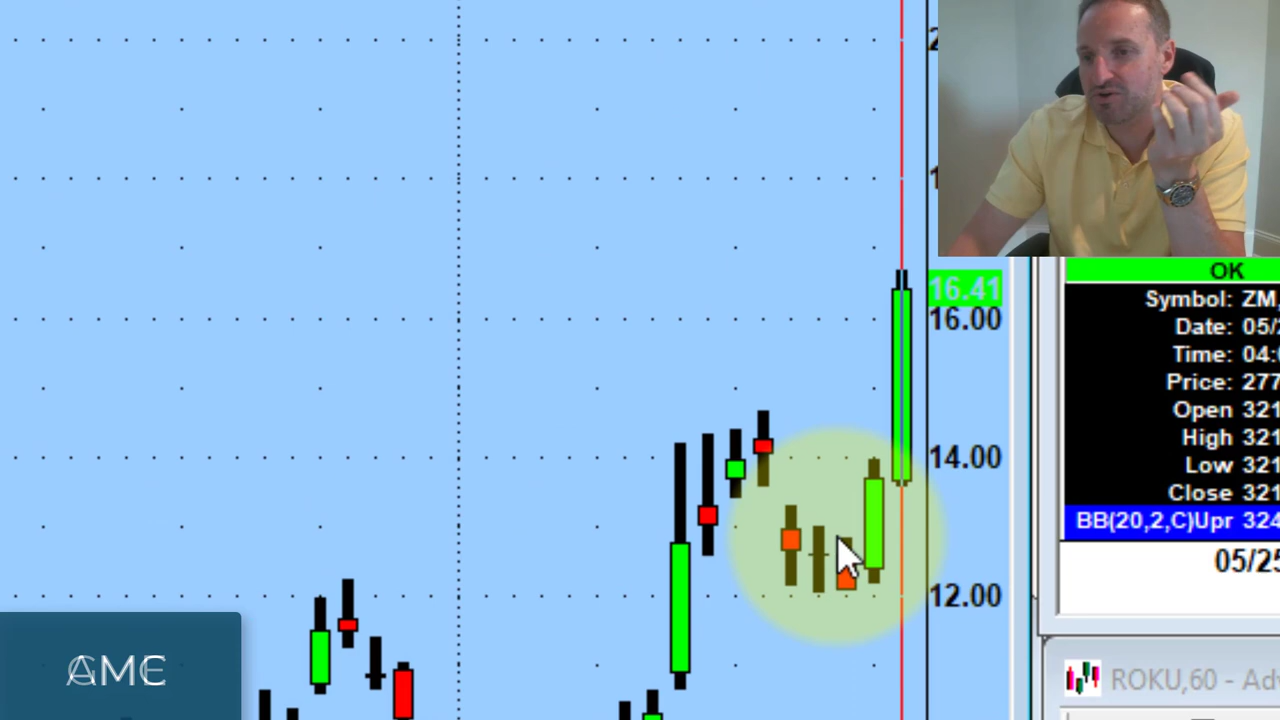 16.41
16.00
14.00
12.00
OK
Symbol: ZM,
Date: 05/2
Time: 04:0
Price: 277
Open 321
High 321
Low 321
Close 321
BB(20,2,C)Upr 324
05/25
ROKU,60 - Ad
AMC